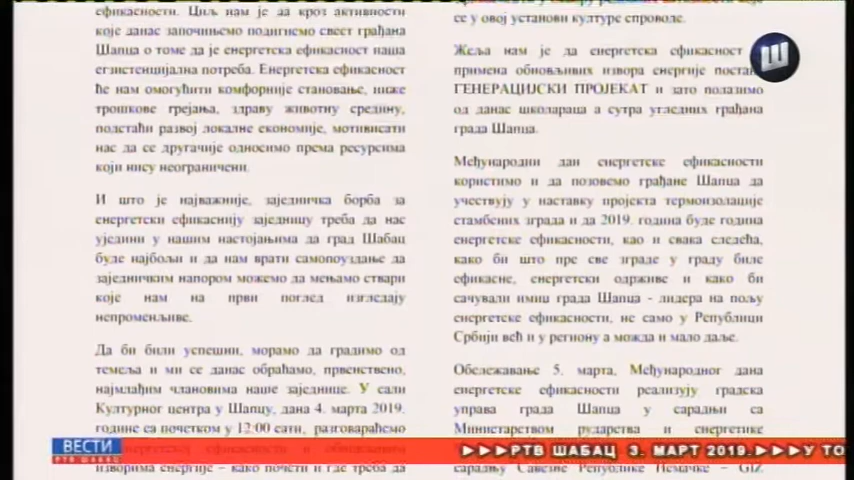 ефикасности. Циљ нам је да кроз активности
које данас започињемо подигнемо свест грађана
Шапца о томе да је енергетска ефикасност наша
егзистенцијална потреба. Енергетска ефикасност
ће нам омогућити комфорније становање, ниже
трошкове грејања, здраву животну средину,
подстаћи развој локалне економије, мотивисати
нас да се другачије односимо према ресурсима
који нису неограничени.
И што је најважније, заједничка борба за
енергетски ефикаснију заједницу треба да нас
уједини у нашим настојањима да град Шабац
буде најбољи и да нам врати самопоуздање да
заједничким напором можемо да мењамо ствари
које нам на први поглед изгледају
непроменљиве.
Да би били успешни, морамо да градимо од
темеља и ми се данас обраћамо, првенствено,
најмлађим члановима наше заједнице. У сали
Културног центра у Шапцу, дана 4. марта 2019.
године са почетком у 12:00 сати, разговараћемо
изворима енергије – како почети и где треба да
се у овој установи културе спроводе.
Жеља нам је да енергетска ефикасност
примена обновљивих извора енергије
ГЕНЕРАЦИЈСКИ ПРОЈЕКАТ и зато полазимо
од данас школараца а сутра угледних грађана
града Шапца.
Међународни дан енергетске ефикасности
користимо и да позовемо грађане Шапца да
учествују у наставку пројекта термоизолације
стамбених зграда и да 2019. година буде година
енергетске ефикасности, као и свака следећа,
како би што пре све зграде у граду биле
ефикасне, енергетски одрживе и како би
сачували имиџ града Шапца - лидера на пољу
енергетске ефикасности, не само у Републици
Србији већ и у региону а можда и мало даље.
Обележавање 5. марта, Међународног дана
енергетске ефикасности реализују градска
управа града Шапца у сарадњи са
Министарством рударства и енергетике
сарадњу Савезне Републике Немачке – GIZ.
Ш
ВЕСТИ
РТВ ШАБАЦ
РТВ ШАБАЦ 3. МАРТ 2019. У ТО